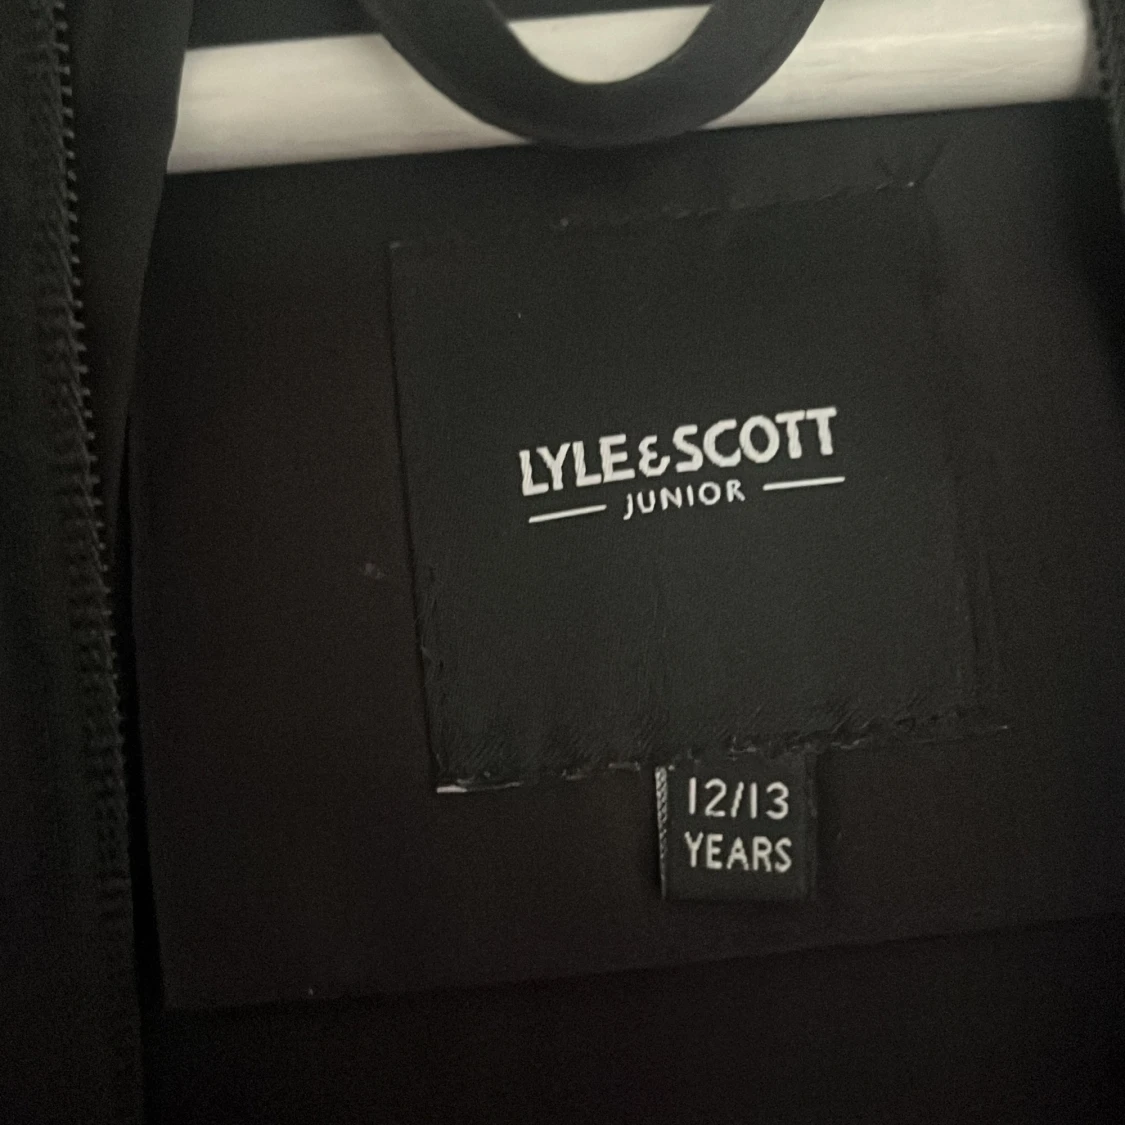 LYLE & SCOTT
JUNIOR
12/13
YEARS